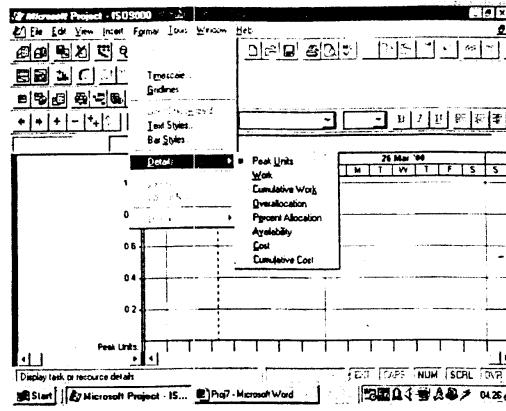 Microsoft Project - ISO9000
File Edit View Insert Format Tools Window Help
Timescale...
Gridlines
Text Styles...
Bar Styles...
Details
Peak Units
Work
Cumulative Work
Overallocation
Percent Allocation
Availability
Cost
Cumulative Cost
26 Mar '00
M T W T F S S
1
0
0.6
0.4
0.2
Peak Units
Display task or resource details
EXT CAPS NUM SCRL OVR
Start Microsoft Project - IS... Proj7 - Microsoft Word 04:26